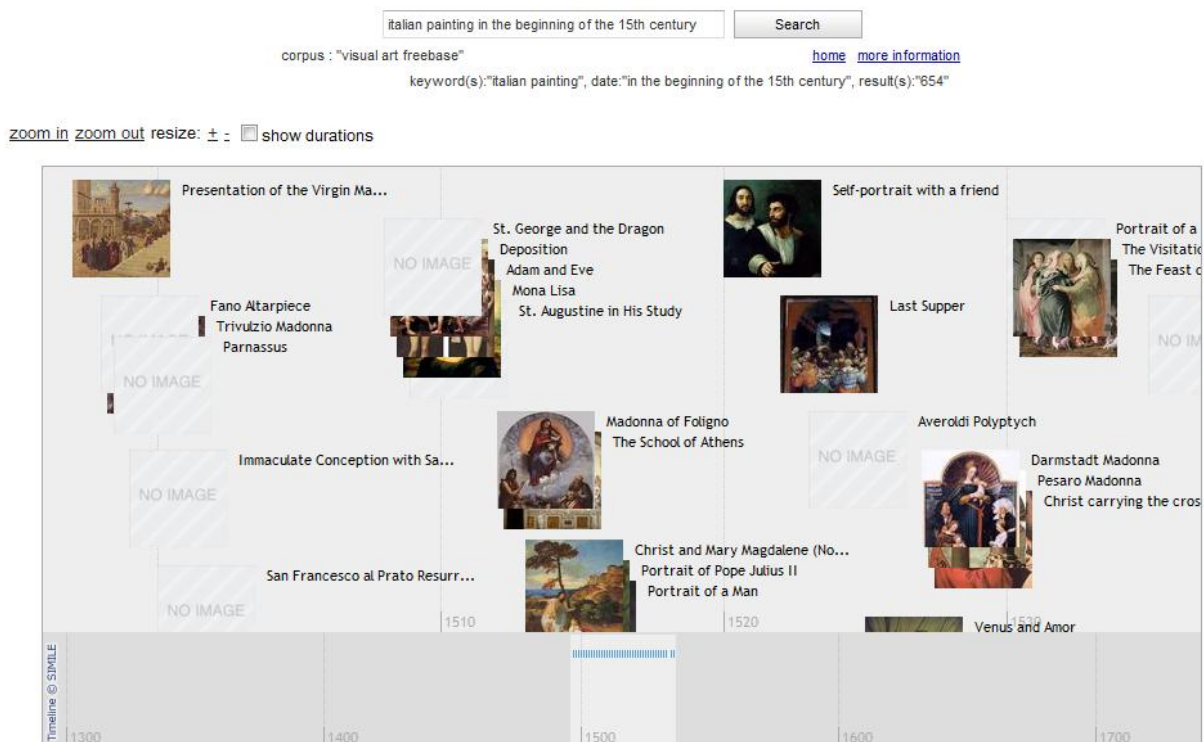 italian painting in the beginning of the 15th century
Search
corpus : "visual art freebase"
home more information
keyword(s):"italian painting", date:"in the beginning of the 15th century", result(s):"654"
zoom in zoom out resize: + - show durations
Presentation of the Virgin Ma...
Self-portrait with a friend
NO IMAGE
St. George and the Dragon
Deposition
Adam and Eve
Mona Lisa
St. Augustine in His Study
Portrait of a
The Visitatio
The Feast o
Fano Altarpiece
Trivulzio Madonna
Parnassus
NO IMAGE
Last Supper
NO IM
Madonna of Foligno
The School of Athens
NO IMAGE
Averoldi Polyptych
Immaculate Conception with Sa...
NO IMAGE
Darmstadt Madonna
Pesaro Madonna
Christ carrying the cros
Christ and Mary Magdalene (No...
Portrait of Pope Julius II
Portrait of a Man
San Francesco al Prato Resurr...
NO IMAGE
Venus and Amor
1510
1520
1530
Timeline © SIMILE
1300
1400
1500
1600
1700